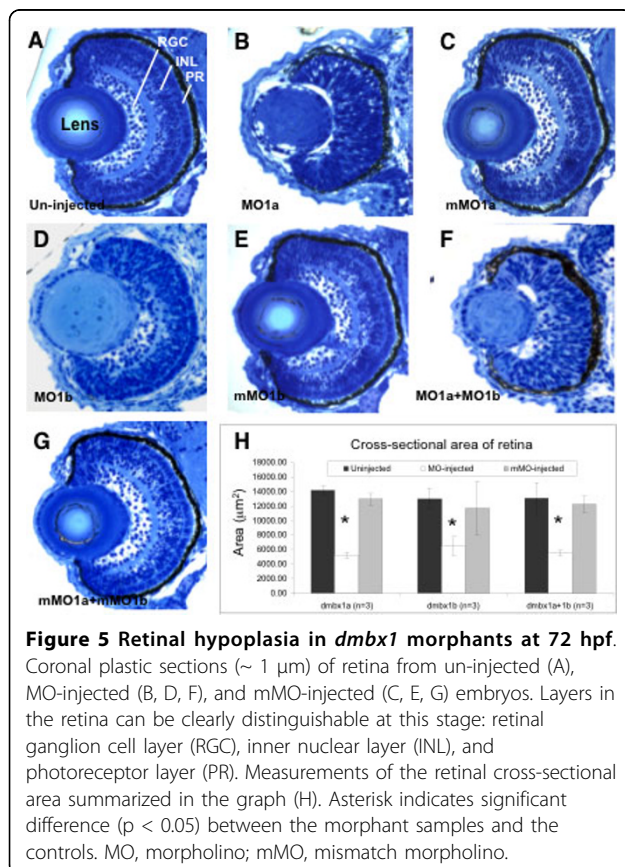 A
RGC
INL
PR
Lens
Un-injected
B
MO1a
C
mMO1a
D
MO1b
E
mMO1b
F
MO1a+MO1b
G
mMO1a+mMO1b
H
Cross-sectional area of retina
Uninjected MO-injected mMO-injected
Area (μm²)
18000.00
16000.00
14000.00
12000.00
10000.00
8000.00
6000.00
4000.00
2000.00
0.00
* * *
dmbx1a (n=3) dmbx1b (n=3) dmbx1a+1b (n=3)
Figure 5 Retinal hypoplasia in dmbx1 morphants at 72 hpf.
Coronal plastic sections (~ 1 μm) of retina from un-injected (A),
MO-injected (B, D, F), and mMO-injected (C, E, G) embryos. Layers in
the retina can be clearly distinguishable at this stage: retinal
ganglion cell layer (RGC), inner nuclear layer (INL), and
photoreceptor layer (PR). Measurements of the retinal cross-sectional
area summarized in the graph (H). Asterisk indicates significant
difference (p < 0.05) between the morphant samples and the
controls. MO, morpholino; mMO, mismatch morpholino.